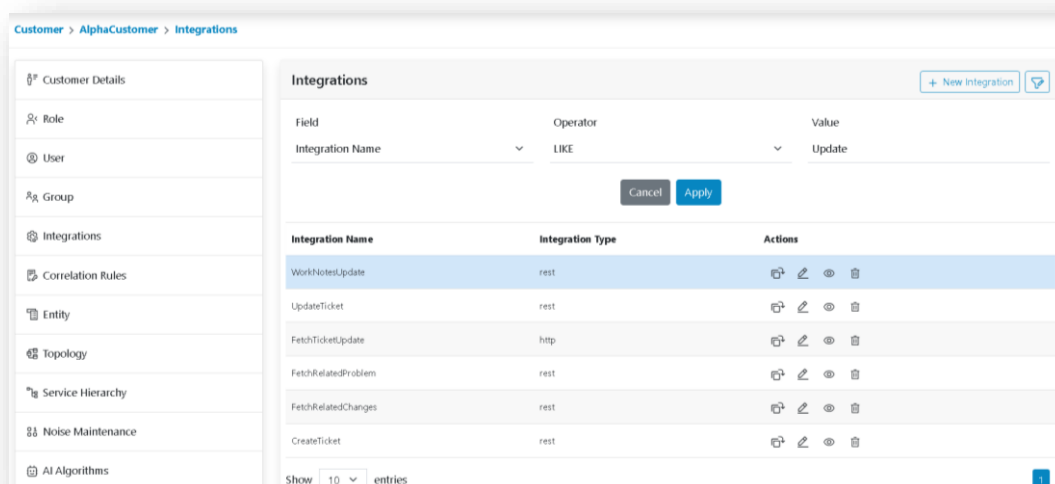 Customer > AlphaCustomer > Integrations
Customer Details
Role
User
Group
Integrations
Correlation Rules
Entity
Topology
Service Hierarchy
Noise Maintenance
AI Algorithms
Integrations
+ New Integration
Field Operator Value
Integration Name LIKE Update
Cancel Apply
Integration Name Integration Type Actions
WorkNotesUpdate rest
UpdateTicket rest
FetchTicketUpdate http
FetchRelatedProblem rest
FetchRelatedChanges rest
CreateTicket rest
Show 10 entries 1